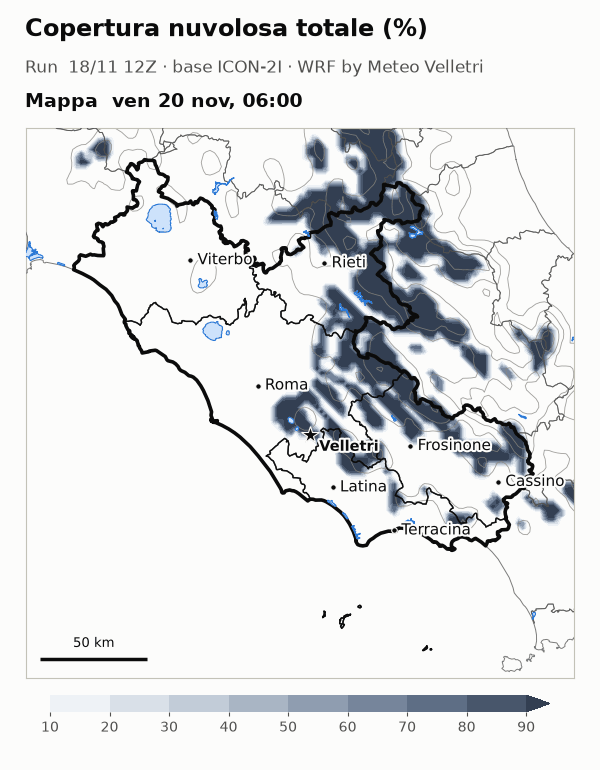 Copertura nuvolosa totale (%)
Run  18/11 12Z · base ICON-2I · WRF by Meteo Velletri
Mappa  ven 20 nov, 06:00
Viterbo
Rieti
Roma
Velletri
Frosinone
Latina
Cassino
Terracina
50 km
10 20 30 40 50 60 70 80 90